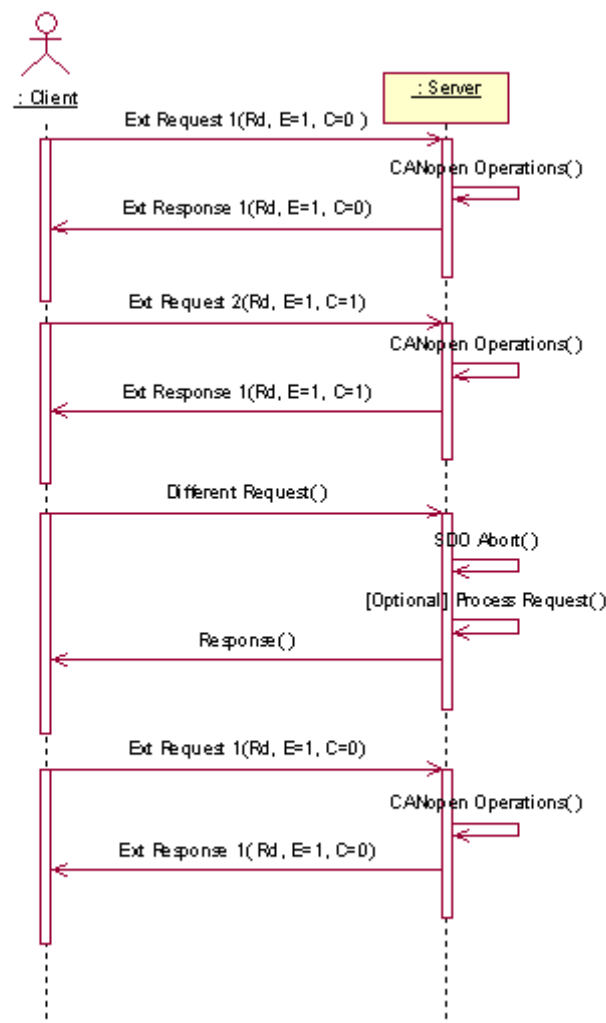 : Client
: Server
Ext Request 1(Rd, E=1, C=0 )
CANopen Operations()
Ext Response 1(Rd, E=1, C=0)
Ext Request 2(Rd, E=1, C=1)
CANopen Operations()
Ext Response 1(Rd, E=1, C=1)
Different Request()
SDO Abort()
[Optional] Process Request()
Response()
Ext Request 1(Rd, E=1, C=0)
CANopen Operations()
Ext Response 1( Rd, E=1, C=0)